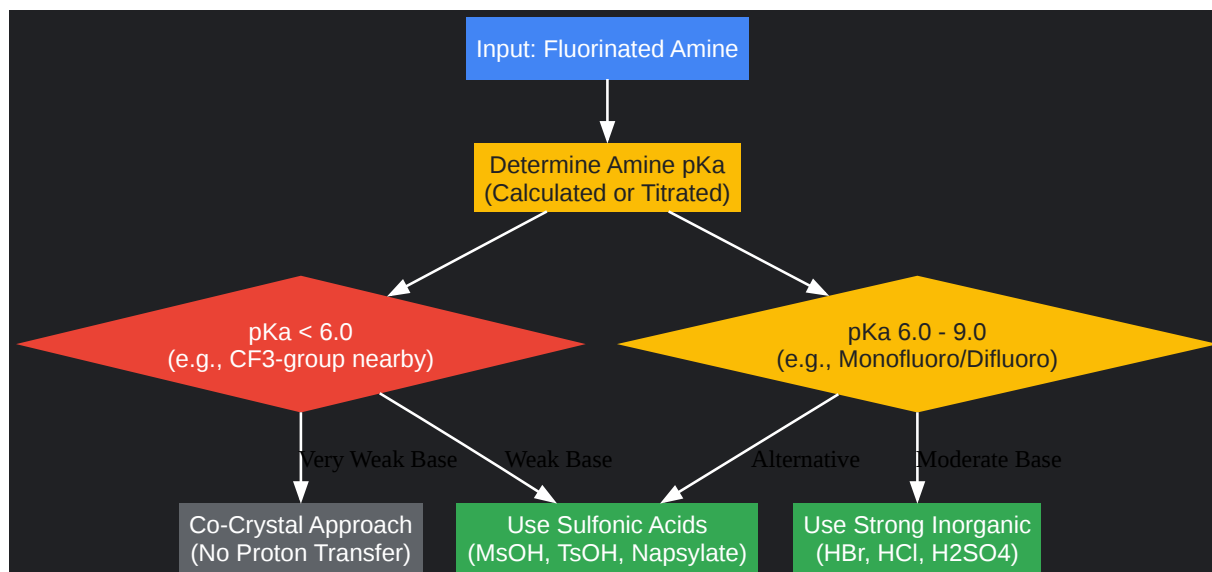 Input: Fluorinated Amine
Determine Amine pKa
(Calculated or Titrated)
pKa < 6.0
(e.g., CF3-group nearby)
pKa 6.0 - 9.0
(e.g., Monofluoro/Difluoro)
Very Weak Base
Weak Base
Alternative
Moderate Base
Co-Crystal Approach
(No Proton Transfer)
Use Sulfonic Acids
(MsOH, TsOH, Napsylate)
Use Strong Inorganic
(HBr, HCl, H2SO4)